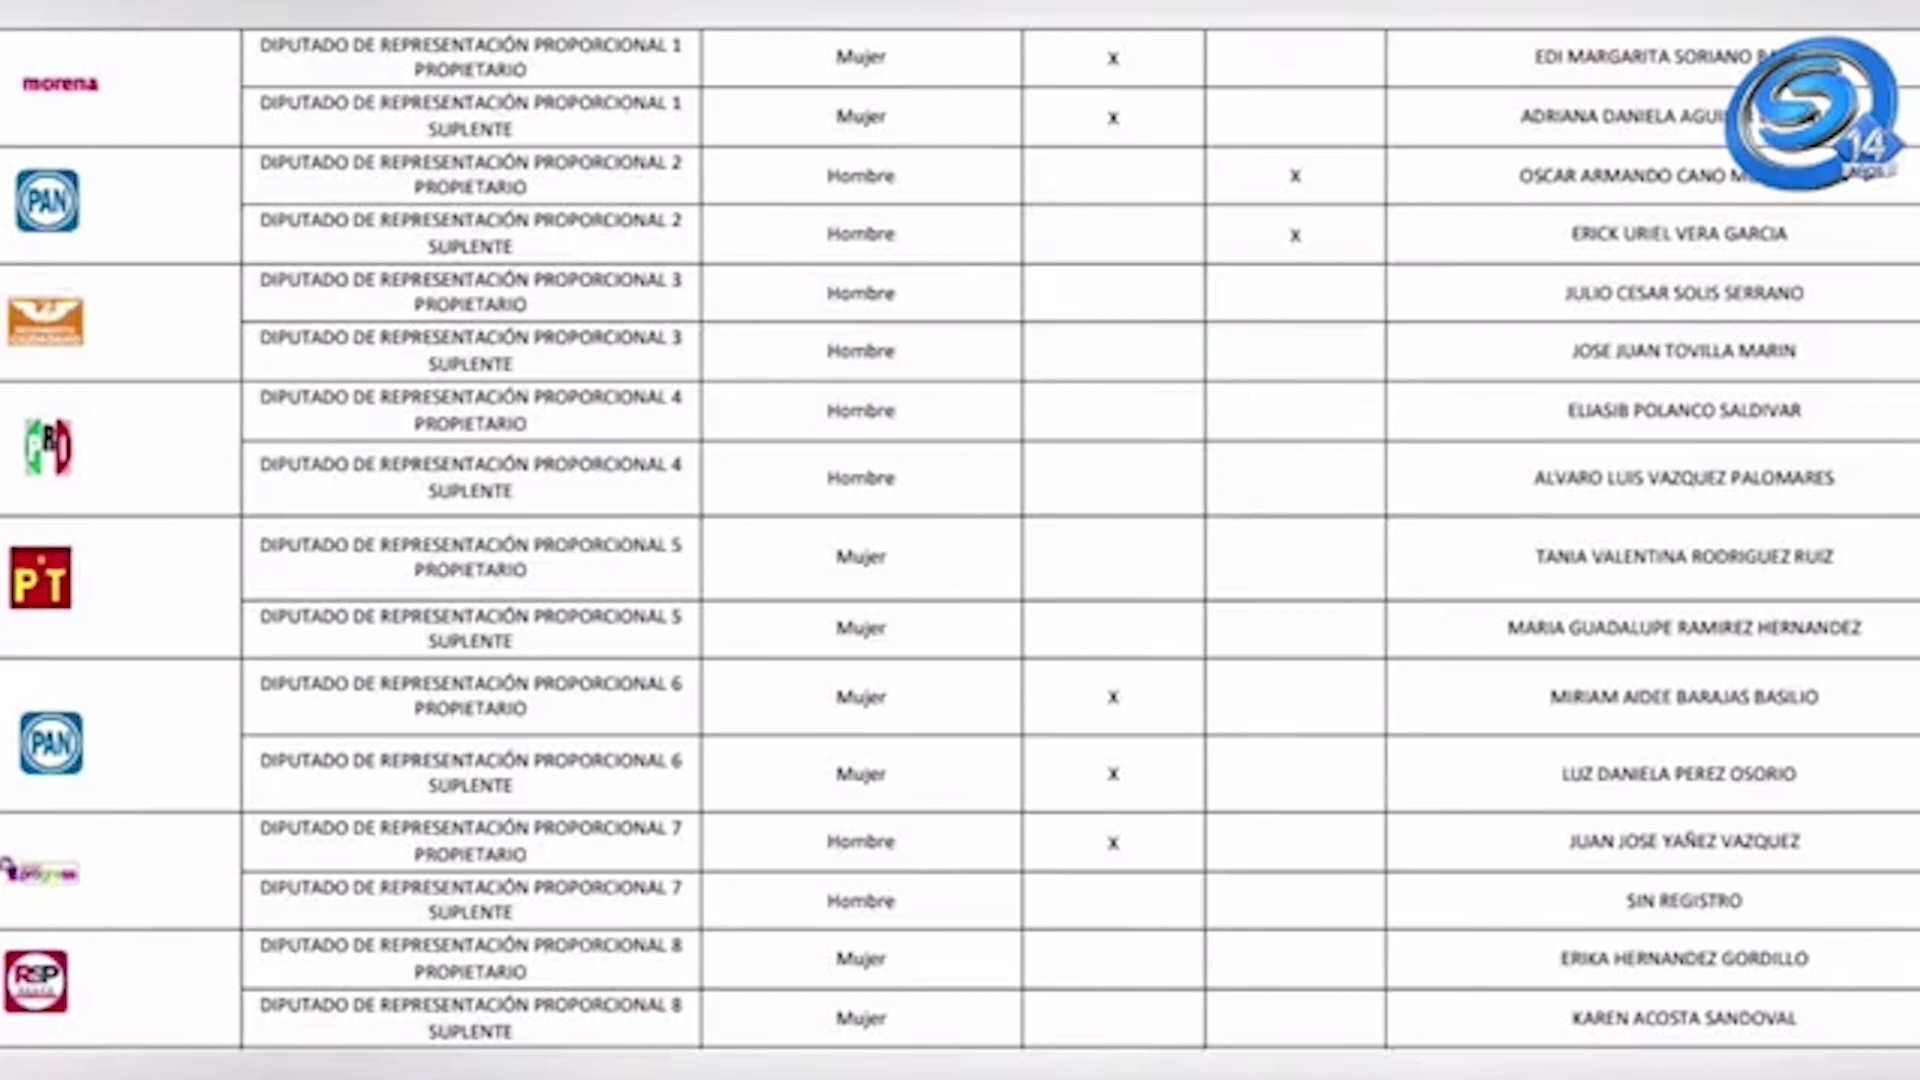 morena
DIPUTADO DE REPRESENTACIÓN PROPORCIONAL 1
PROPIETARIO
Mujer
X
EDI MARGARITA SORIANO
DIPUTADO DE REPRESENTACIÓN PROPORCIONAL 1
SUPLENTE
Mujer
X
ADRIANA DANIELA
14
PAN
DIPUTADO DE REPRESENTACIÓN PROPORCIONAL 2
PROPIETARIO
Hombre
X
OSCAR ARMANDO CANO
DIPUTADO DE REPRESENTACIÓN PROPORCIONAL 2
SUPLENTE
Hombre
X
ERICK URIEL VERA GARCIA
MOVIMIENTO
CIUDADANO
DIPUTADO DE REPRESENTACIÓN PROPORCIONAL 3
PROPIETARIO
Hombre
JULIO CESAR SOLIS SERRANO
DIPUTADO DE REPRESENTACIÓN PROPORCIONAL 3
SUPLENTE
Hombre
JOSE JUAN TOVILLA MARIN
PRI
DIPUTADO DE REPRESENTACIÓN PROPORCIONAL 4
PROPIETARIO
Hombre
ELIASIB POLANCO SALDIVAR
DIPUTADO DE REPRESENTACIÓN PROPORCIONAL 4
SUPLENTE
Hombre
ALVARO LUIS VAZQUEZ PALOMARES
PT
DIPUTADO DE REPRESENTACIÓN PROPORCIONAL 5
PROPIETARIO
Mujer
TANIA VALENTINA RODRIGUEZ RUIZ
DIPUTADO DE REPRESENTACIÓN PROPORCIONAL 5
SUPLENTE
Mujer
MARIA GUADALUPE RAMIREZ HERNANDEZ
PAN
DIPUTADO DE REPRESENTACIÓN PROPORCIONAL 6
PROPIETARIO
Mujer
X
MIRIAM AIDEE BARAJAS BASILIO
DIPUTADO DE REPRESENTACIÓN PROPORCIONAL 6
SUPLENTE
Mujer
X
LUZ DANIELA PEREZ OSORIO
DIPUTADO DE REPRESENTACIÓN PROPORCIONAL 7
PROPIETARIO
Hombre
X
JUAN JOSE YAÑEZ VAZQUEZ
DIPUTADO DE REPRESENTACIÓN PROPORCIONAL 7
SUPLENTE
Hombre
SIN REGISTRO
RSP
DIPUTADO DE REPRESENTACIÓN PROPORCIONAL 8
PROPIETARIO
Mujer
ERIKA HERNANDEZ GORDILLO
DIPUTADO DE REPRESENTACIÓN PROPORCIONAL 8
SUPLENTE
Mujer
KAREN ACOSTA SANDOVAL